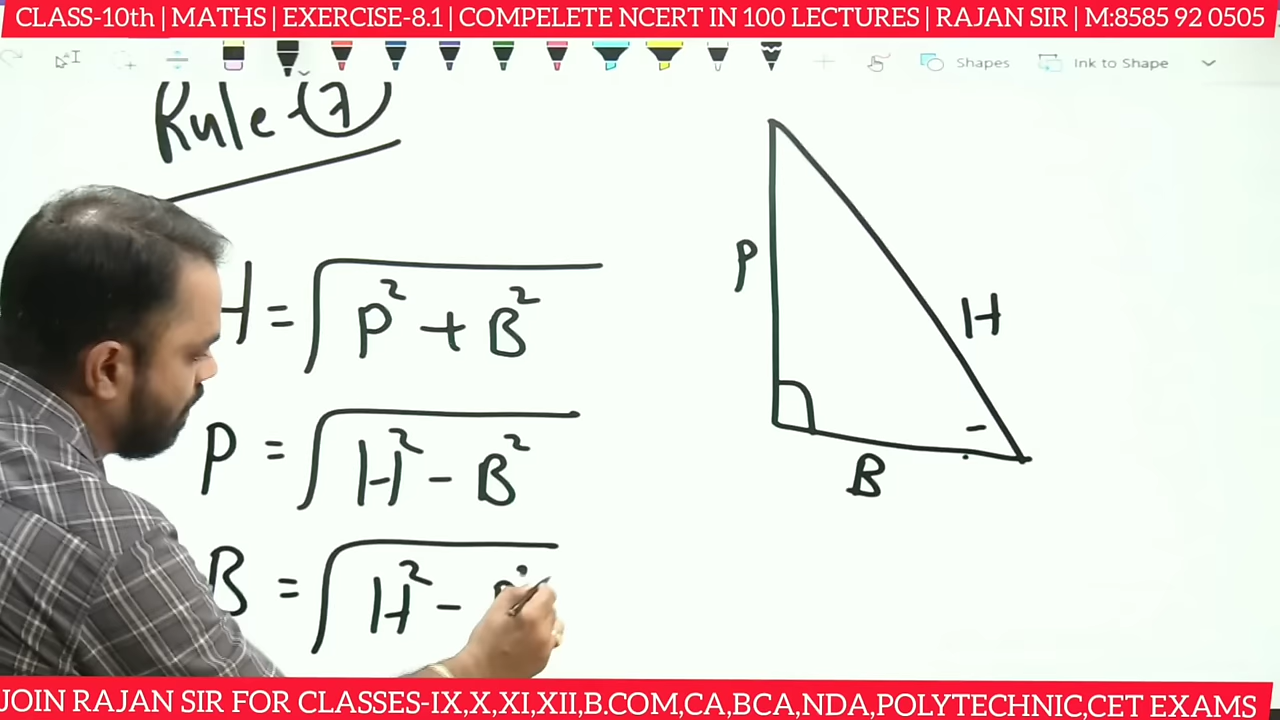 CLASS-10th | MATHS | EXERCISE-8.1 | COMPELETE NCERT IN 100 LECTURES | RAJAN SIR | M:8585 92 0505
Shapes
Ink to Shape
Rule-(7)
P
H
B
H = √(P² + B²)
P = √(H² - B²)
B = √(H² -
JOIN RAJAN SIR FOR CLASSES-IX,X,XI,XII,B.COM,CA,BCA,NDA,POLYTECHNIC,CET EXAMS